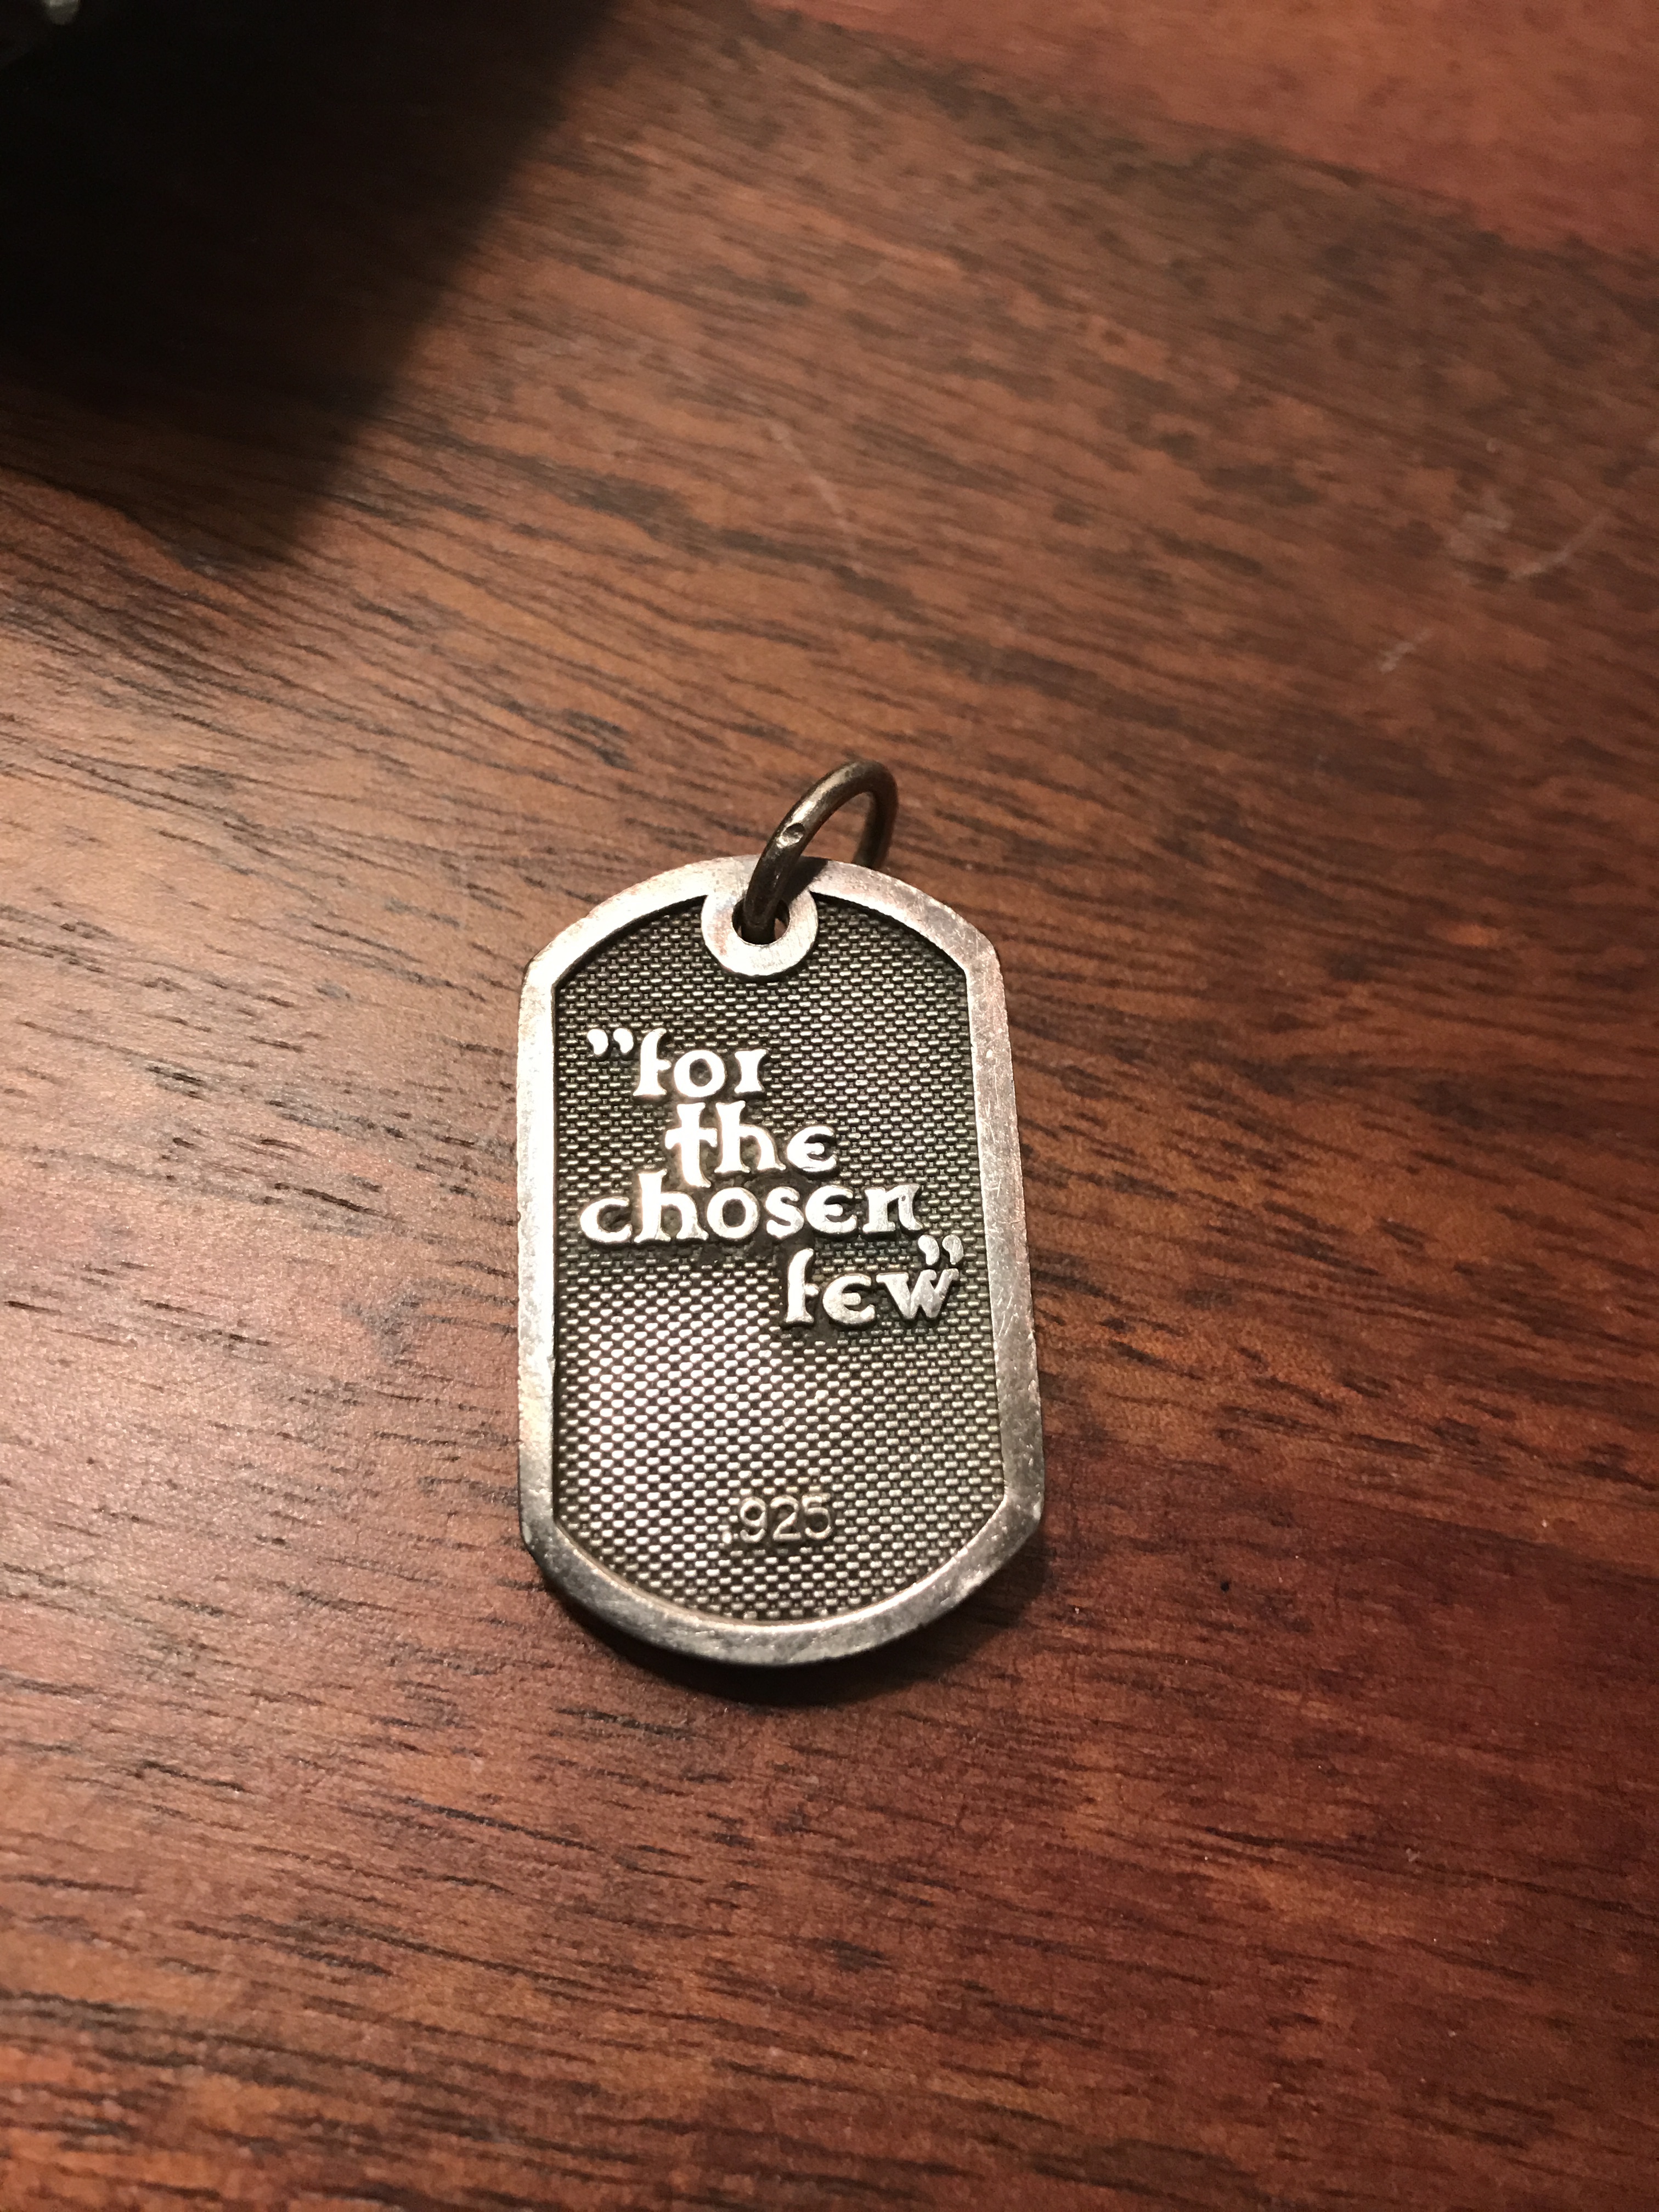 ”for
the
chosen
few”
.925